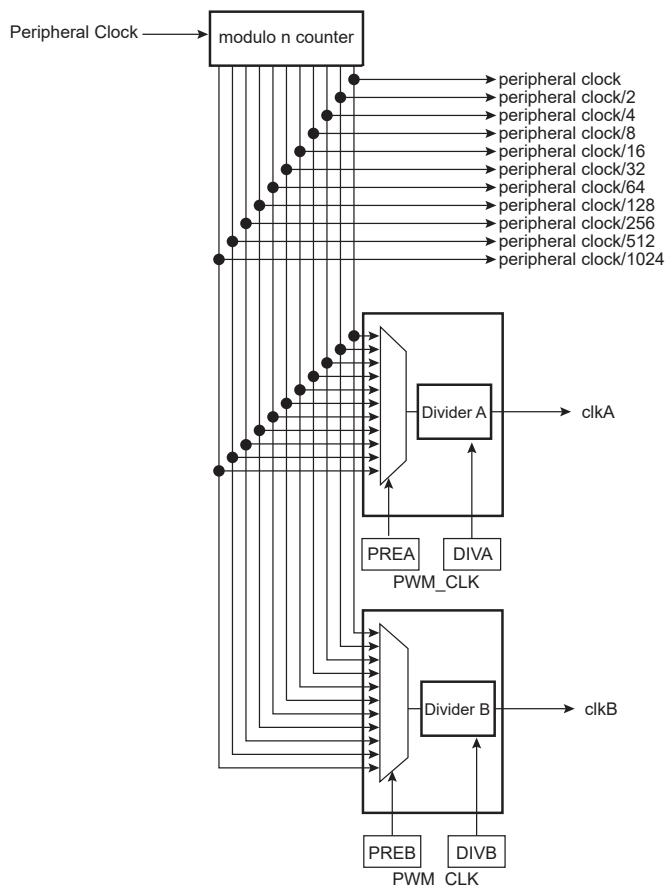 Peripheral Clock
modulo n counter
peripheral clock
peripheral clock/2
peripheral clock/4
peripheral clock/8
peripheral clock/16
peripheral clock/32
peripheral clock/64
peripheral clock/128
peripheral clock/256
peripheral clock/512
peripheral clock/1024
Divider A
clkA
PREA
DIVA
PWM_CLK
Divider B
clkB
PREB
DIVB
PWM_CLK